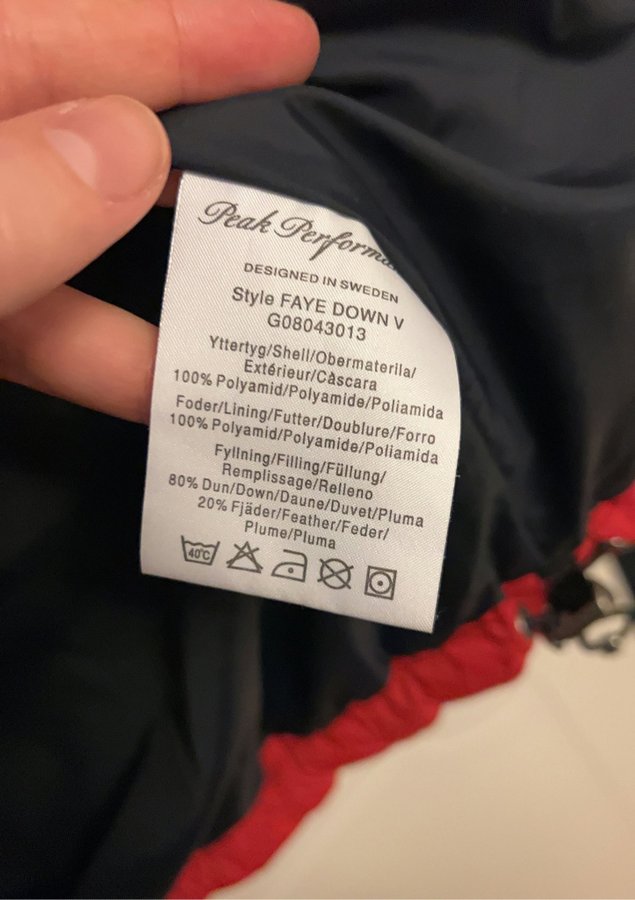 Peak Performa
DESIGNED IN SWEDEN
Style FAYE DOWN V
G08043013
Yttertyg/Shell/Obermaterila/
Extérieur/Càscara
100% Polyamid/Polyamide/Poliamida
Foder/Lining/Futter/Doublure/Forro
100% Polyamid/Polyamide/Poliamida
Fyllning/Filling/Füllung/
Remplissage/Relleno
80% Dun/Down/Daune/Duvet/Pluma
20% Fjäder/Feather/Feder/
Plume/Pluma
40°C